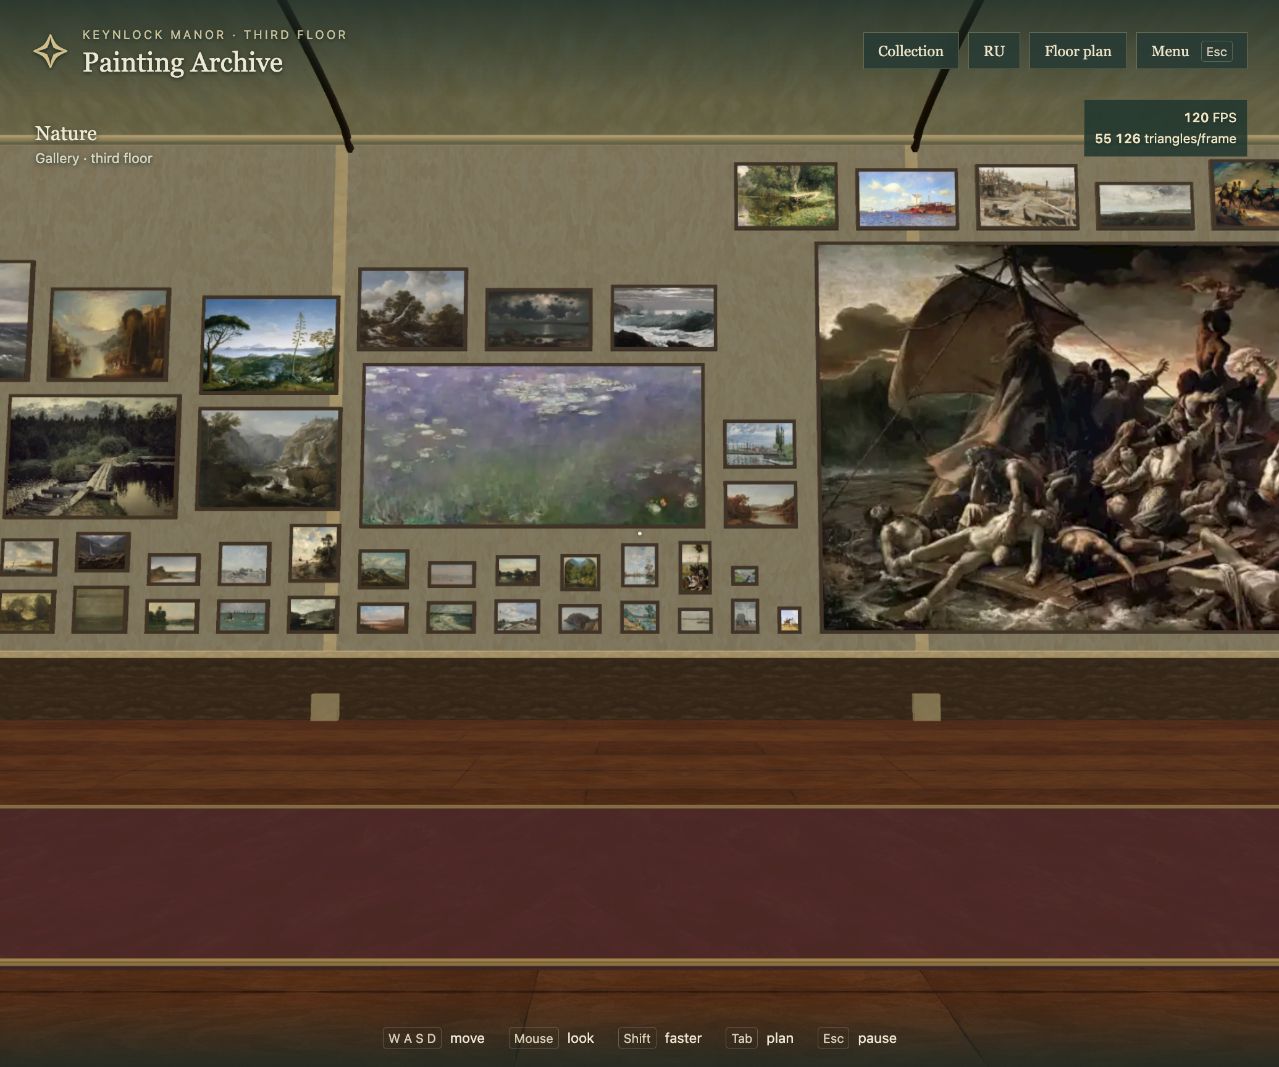 KEYNLOCK MANOR · THIRD FLOOR
Painting Archive
Collection
RU
Floor plan
Menu Esc
120 FPS
55 126 triangles/frame
Nature
Gallery · third floor
W A S D move Mouse look Shift faster Tab plan Esc pause